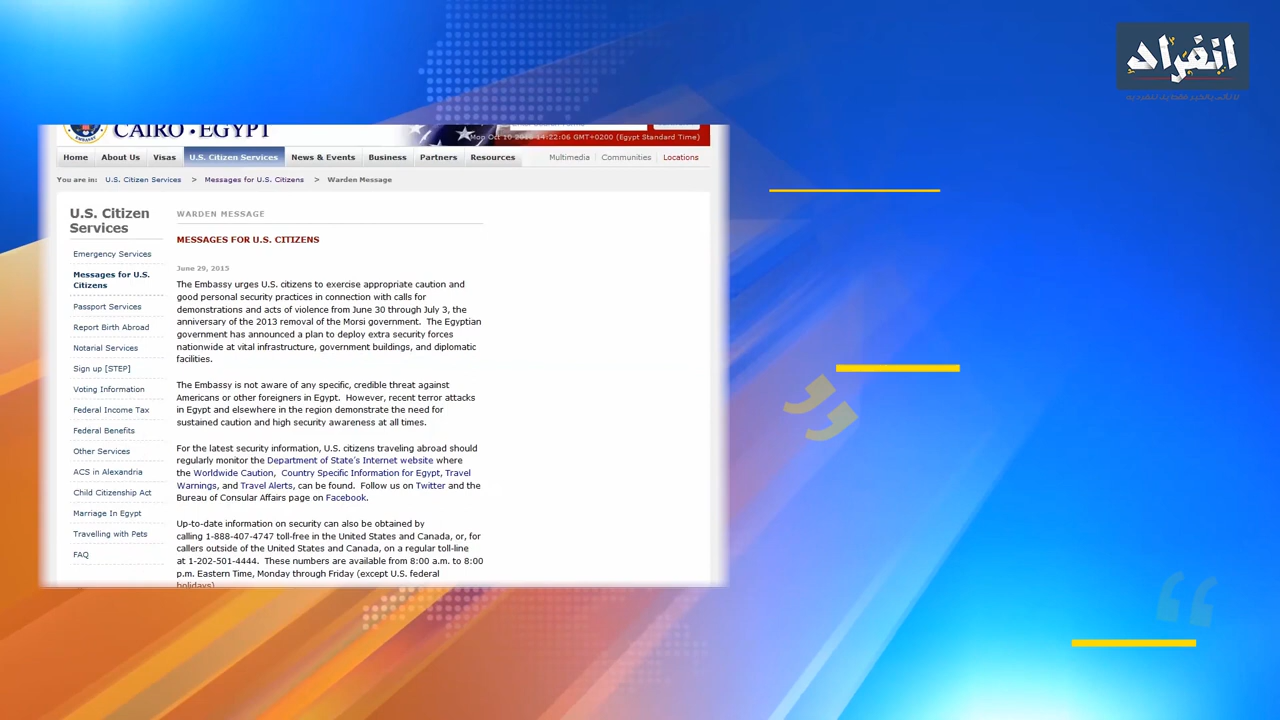 انفراد
CAIRO • EGYPT
Mon Oct 10 2016 14:22:06 GMT+0200 (Egypt Standard Time)
Home About Us Visas U.S. Citizen Services News & Events Business Partners Resources Multimedia Communities Locations
You are in: U.S. Citizen Services > Messages for U.S. Citizens > Warden Message
U.S. Citizen
Services
Emergency Services
Messages for U.S.
Citizens
Passport Services
Report Birth Abroad
Notarial Services
Sign up [STEP]
Voting Information
Federal Income Tax
Federal Benefits
Other Services
ACS in Alexandria
Child Citizenship Act
Marriage In Egypt
Travelling with Pets
FAQ
WARDEN MESSAGE
MESSAGES FOR U.S. CITIZENS
June 29, 2015
The Embassy urges U.S. citizens to exercise appropriate caution and
good personal security practices in connection with calls for
demonstrations and acts of violence from June 30 through July 3, the
anniversary of the 2013 removal of the Morsi government. The Egyptian
government has announced a plan to deploy extra security forces
nationwide at vital infrastructure, government buildings, and diplomatic
facilities.
The Embassy is not aware of any specific, credible threat against
Americans or other foreigners in Egypt. However, recent terror attacks
in Egypt and elsewhere in the region demonstrate the need for
sustained caution and high security awareness at all times.
For the latest security information, U.S. citizens traveling abroad should
regularly monitor the Department of State's Internet website where
the Worldwide Caution, Country Specific Information for Egypt, Travel
Warnings, and Travel Alerts, can be found. Follow us on Twitter and the
Bureau of Consular Affairs page on Facebook.
Up-to-date information on security can also be obtained by
calling 1-888-407-4747 toll-free in the United States and Canada, or, for
callers outside of the United States and Canada, on a regular toll-line
at 1-202-501-4444. These numbers are available from 8:00 a.m. to 8:00
p.m. Eastern Time, Monday through Friday (except U.S. federal
holidays)